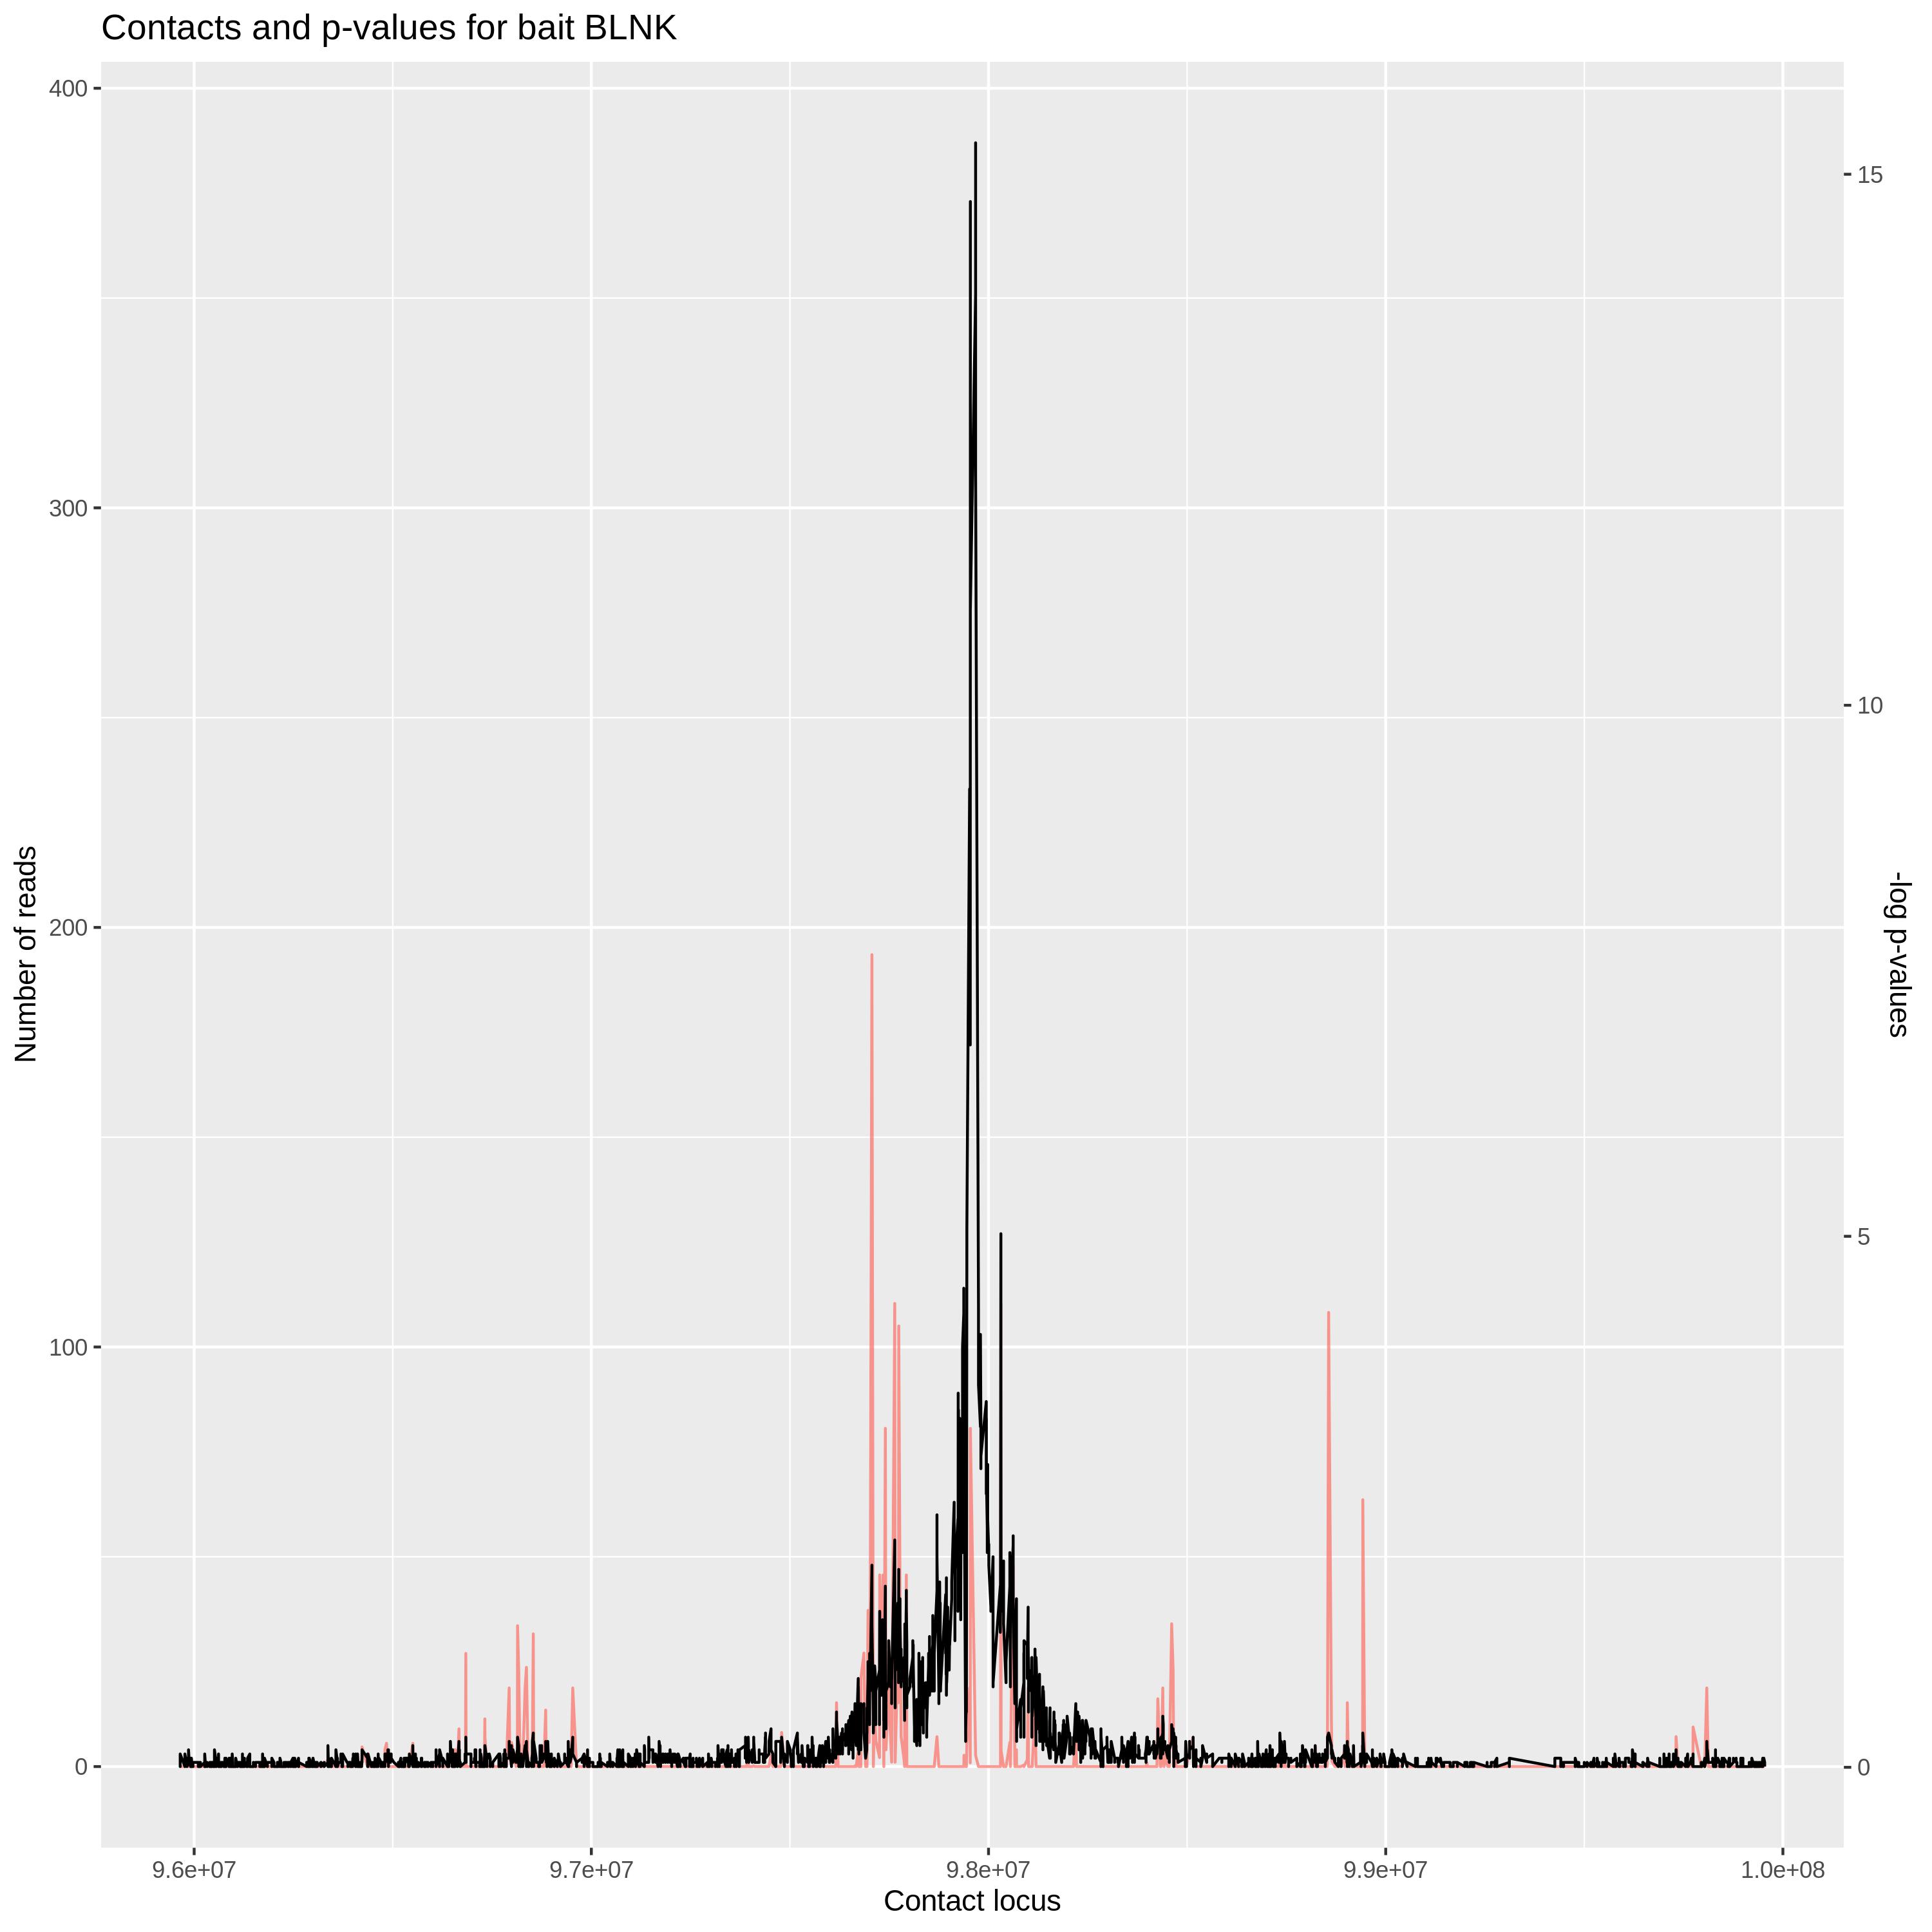 Contacts and p-values for bait BLNK
400
300
200
100
0
Number of reads
15
10
5
0
-log p-values
9.6e+07
9.7e+07
9.8e+07
9.9e+07
1.0e+08
Contact locus